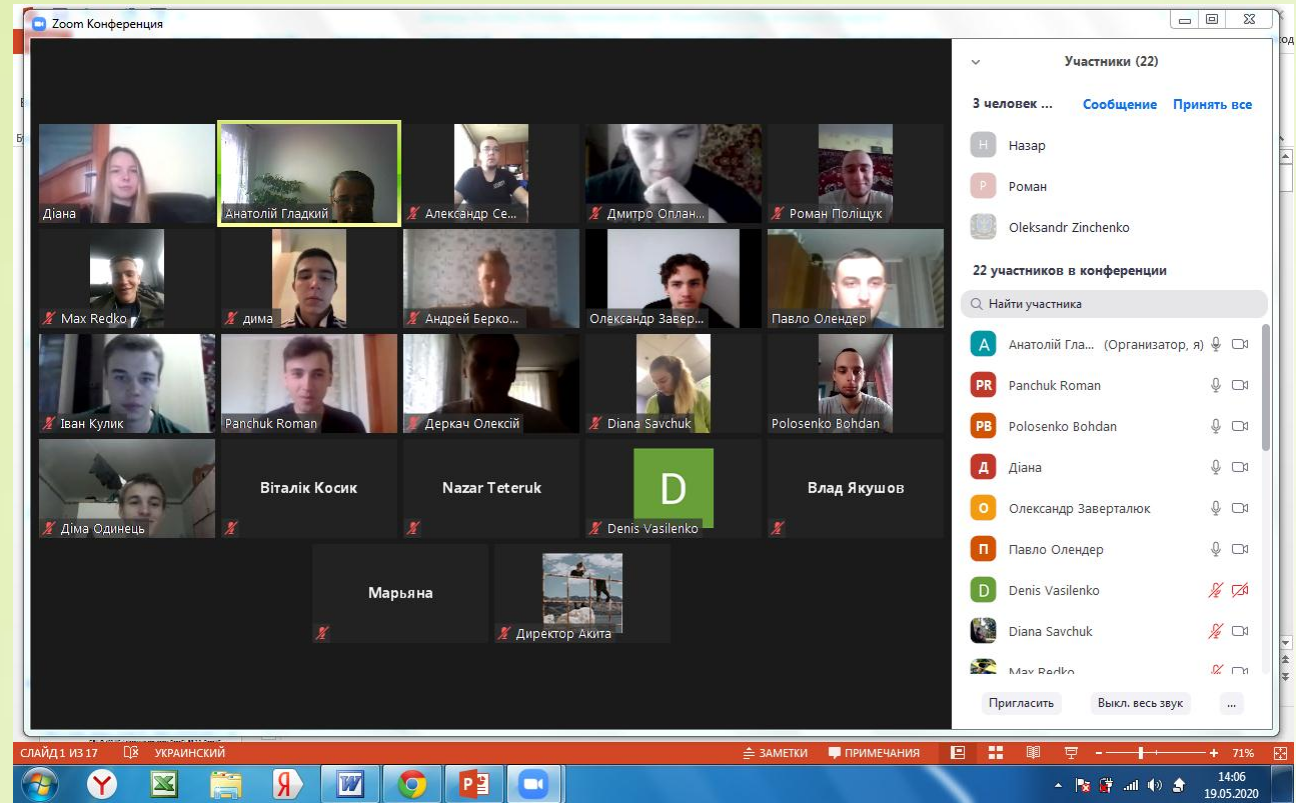 Zoom Конференция
Діана
Анатолій Гладкий
Александр Се...
Дмитро Оплан...
Роман Поліщук
Max Redko
дима
Андрей Берко...
Олександр Завер...
Павло Олендер
Іван Кулик
Panchuk Roman
Деркач Олексій
Diana Savchuk
Polosenko Bohdan
Діма Одинець
Віталік Косик
Nazar Teteruk
D
Denis Vasilenko
Влад Якушов
Марьяна
Директор Акита
Участники (22)
3 человек ... Сообщение Принять все
Н Назар
Р Роман
Oleksandr Zinchenko
22 участников в конференции
Найти участника
А Анатолій Гла... (Организатор, я)
PR Panchuk Roman
PB Polosenko Bohdan
Д Діана
О Олександр Заверталюк
П Павло Олендер
D Denis Vasilenko
Diana Savchuk
Max Redko
Пригласить Выкл. весь звук ...
СЛАЙД 1 ИЗ 17 УКРАИНСКИЙ ЗАМЕТКИ ПРИМЕЧАНИЯ 71%
14:06
19.05.2020